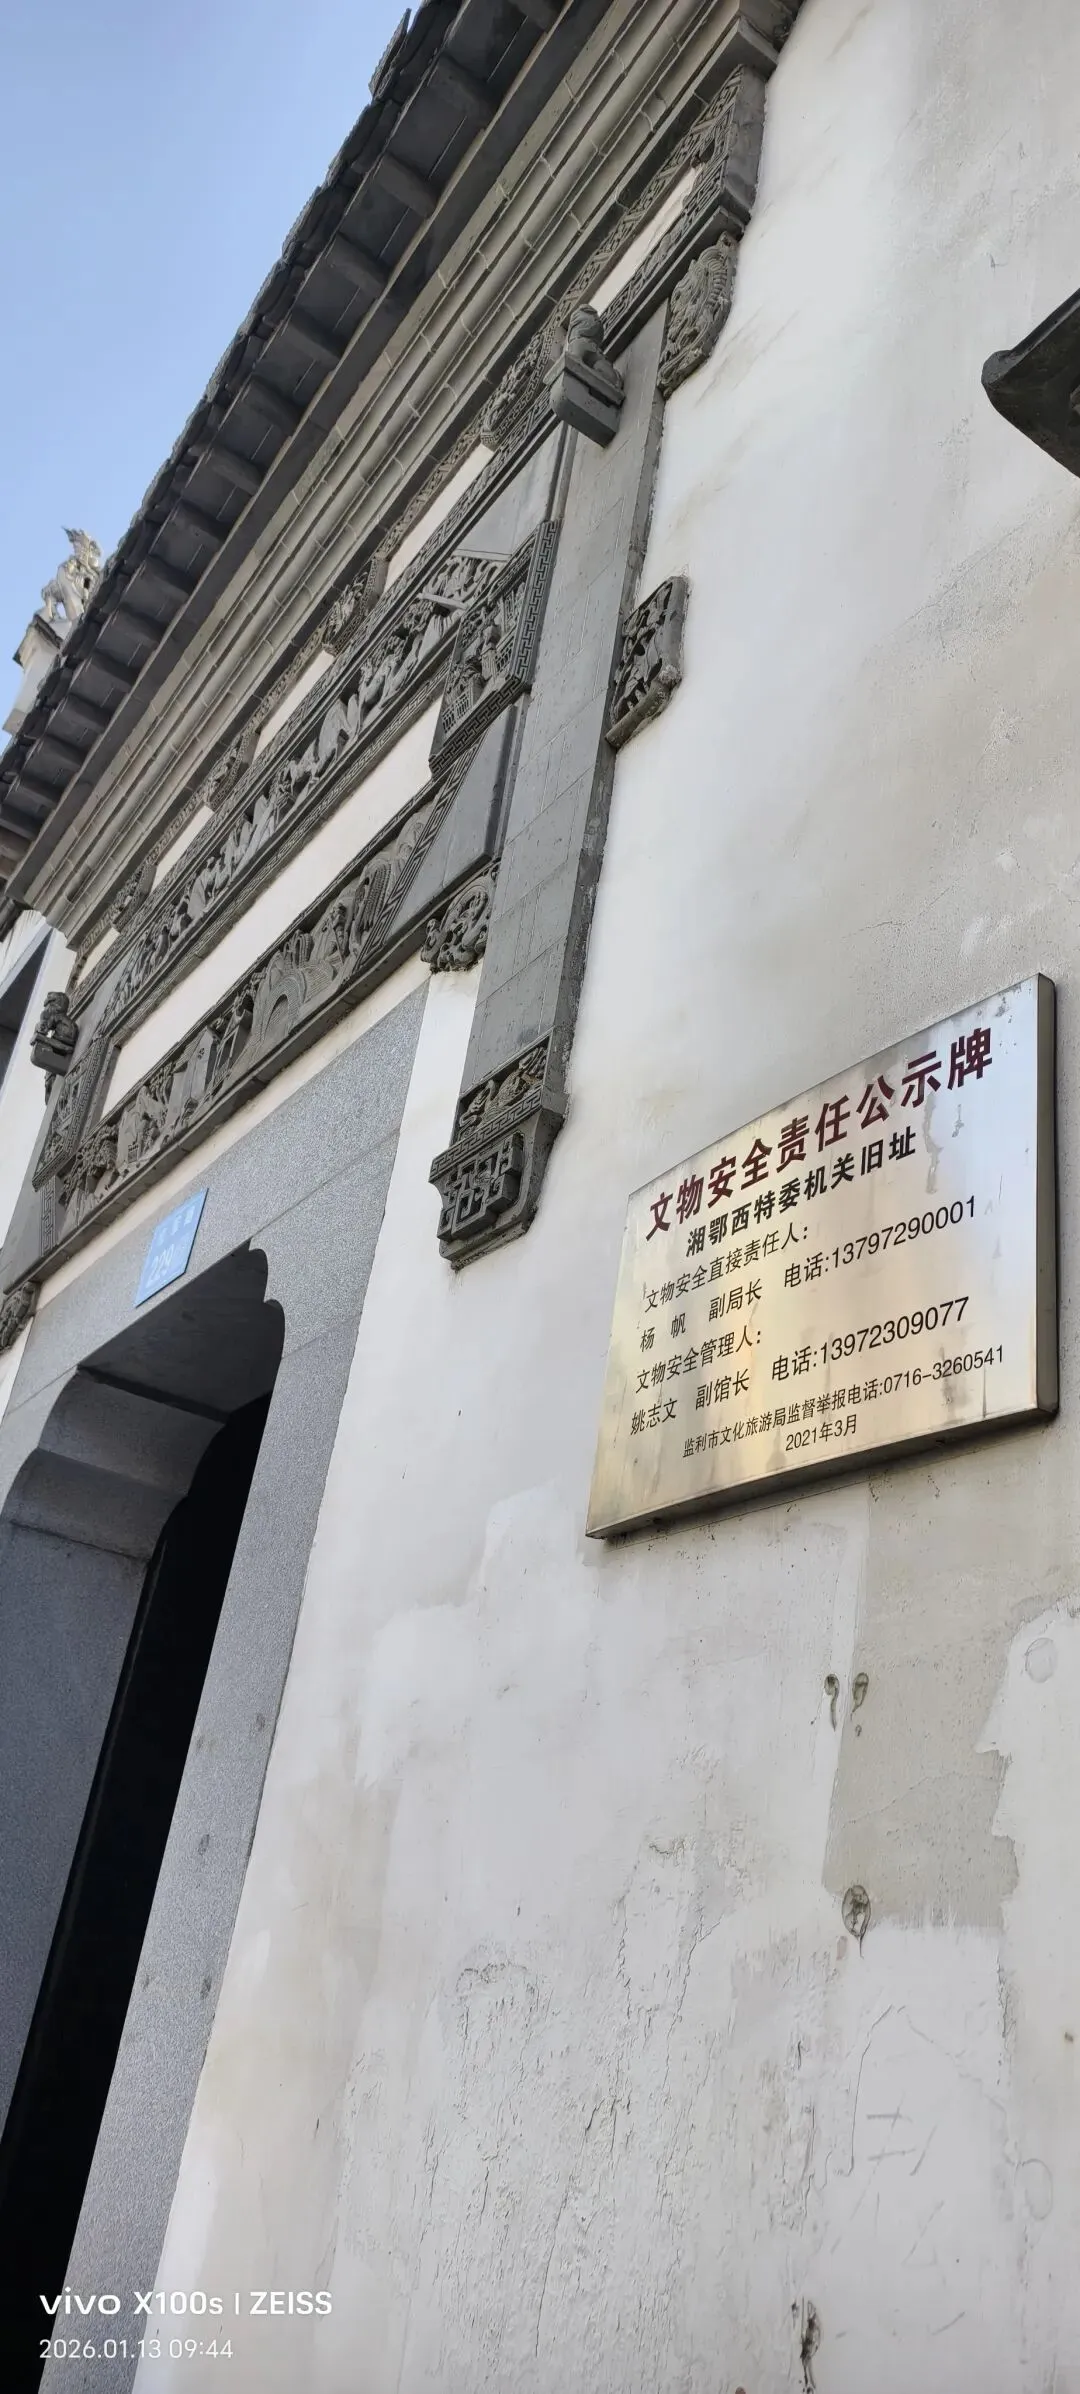 229
文物安全责任公示牌
湘鄂西特委机关旧址
文物安全直接责任人：
杨 帆 副局长 电话:13797290001
文物安全管理人：
姚志文 副馆长 电话:13972309077
监利市文化旅游局监督举报电话:0716-3260541
2021年3月
vivo X100s | ZEISS
2026.01.13 09:44